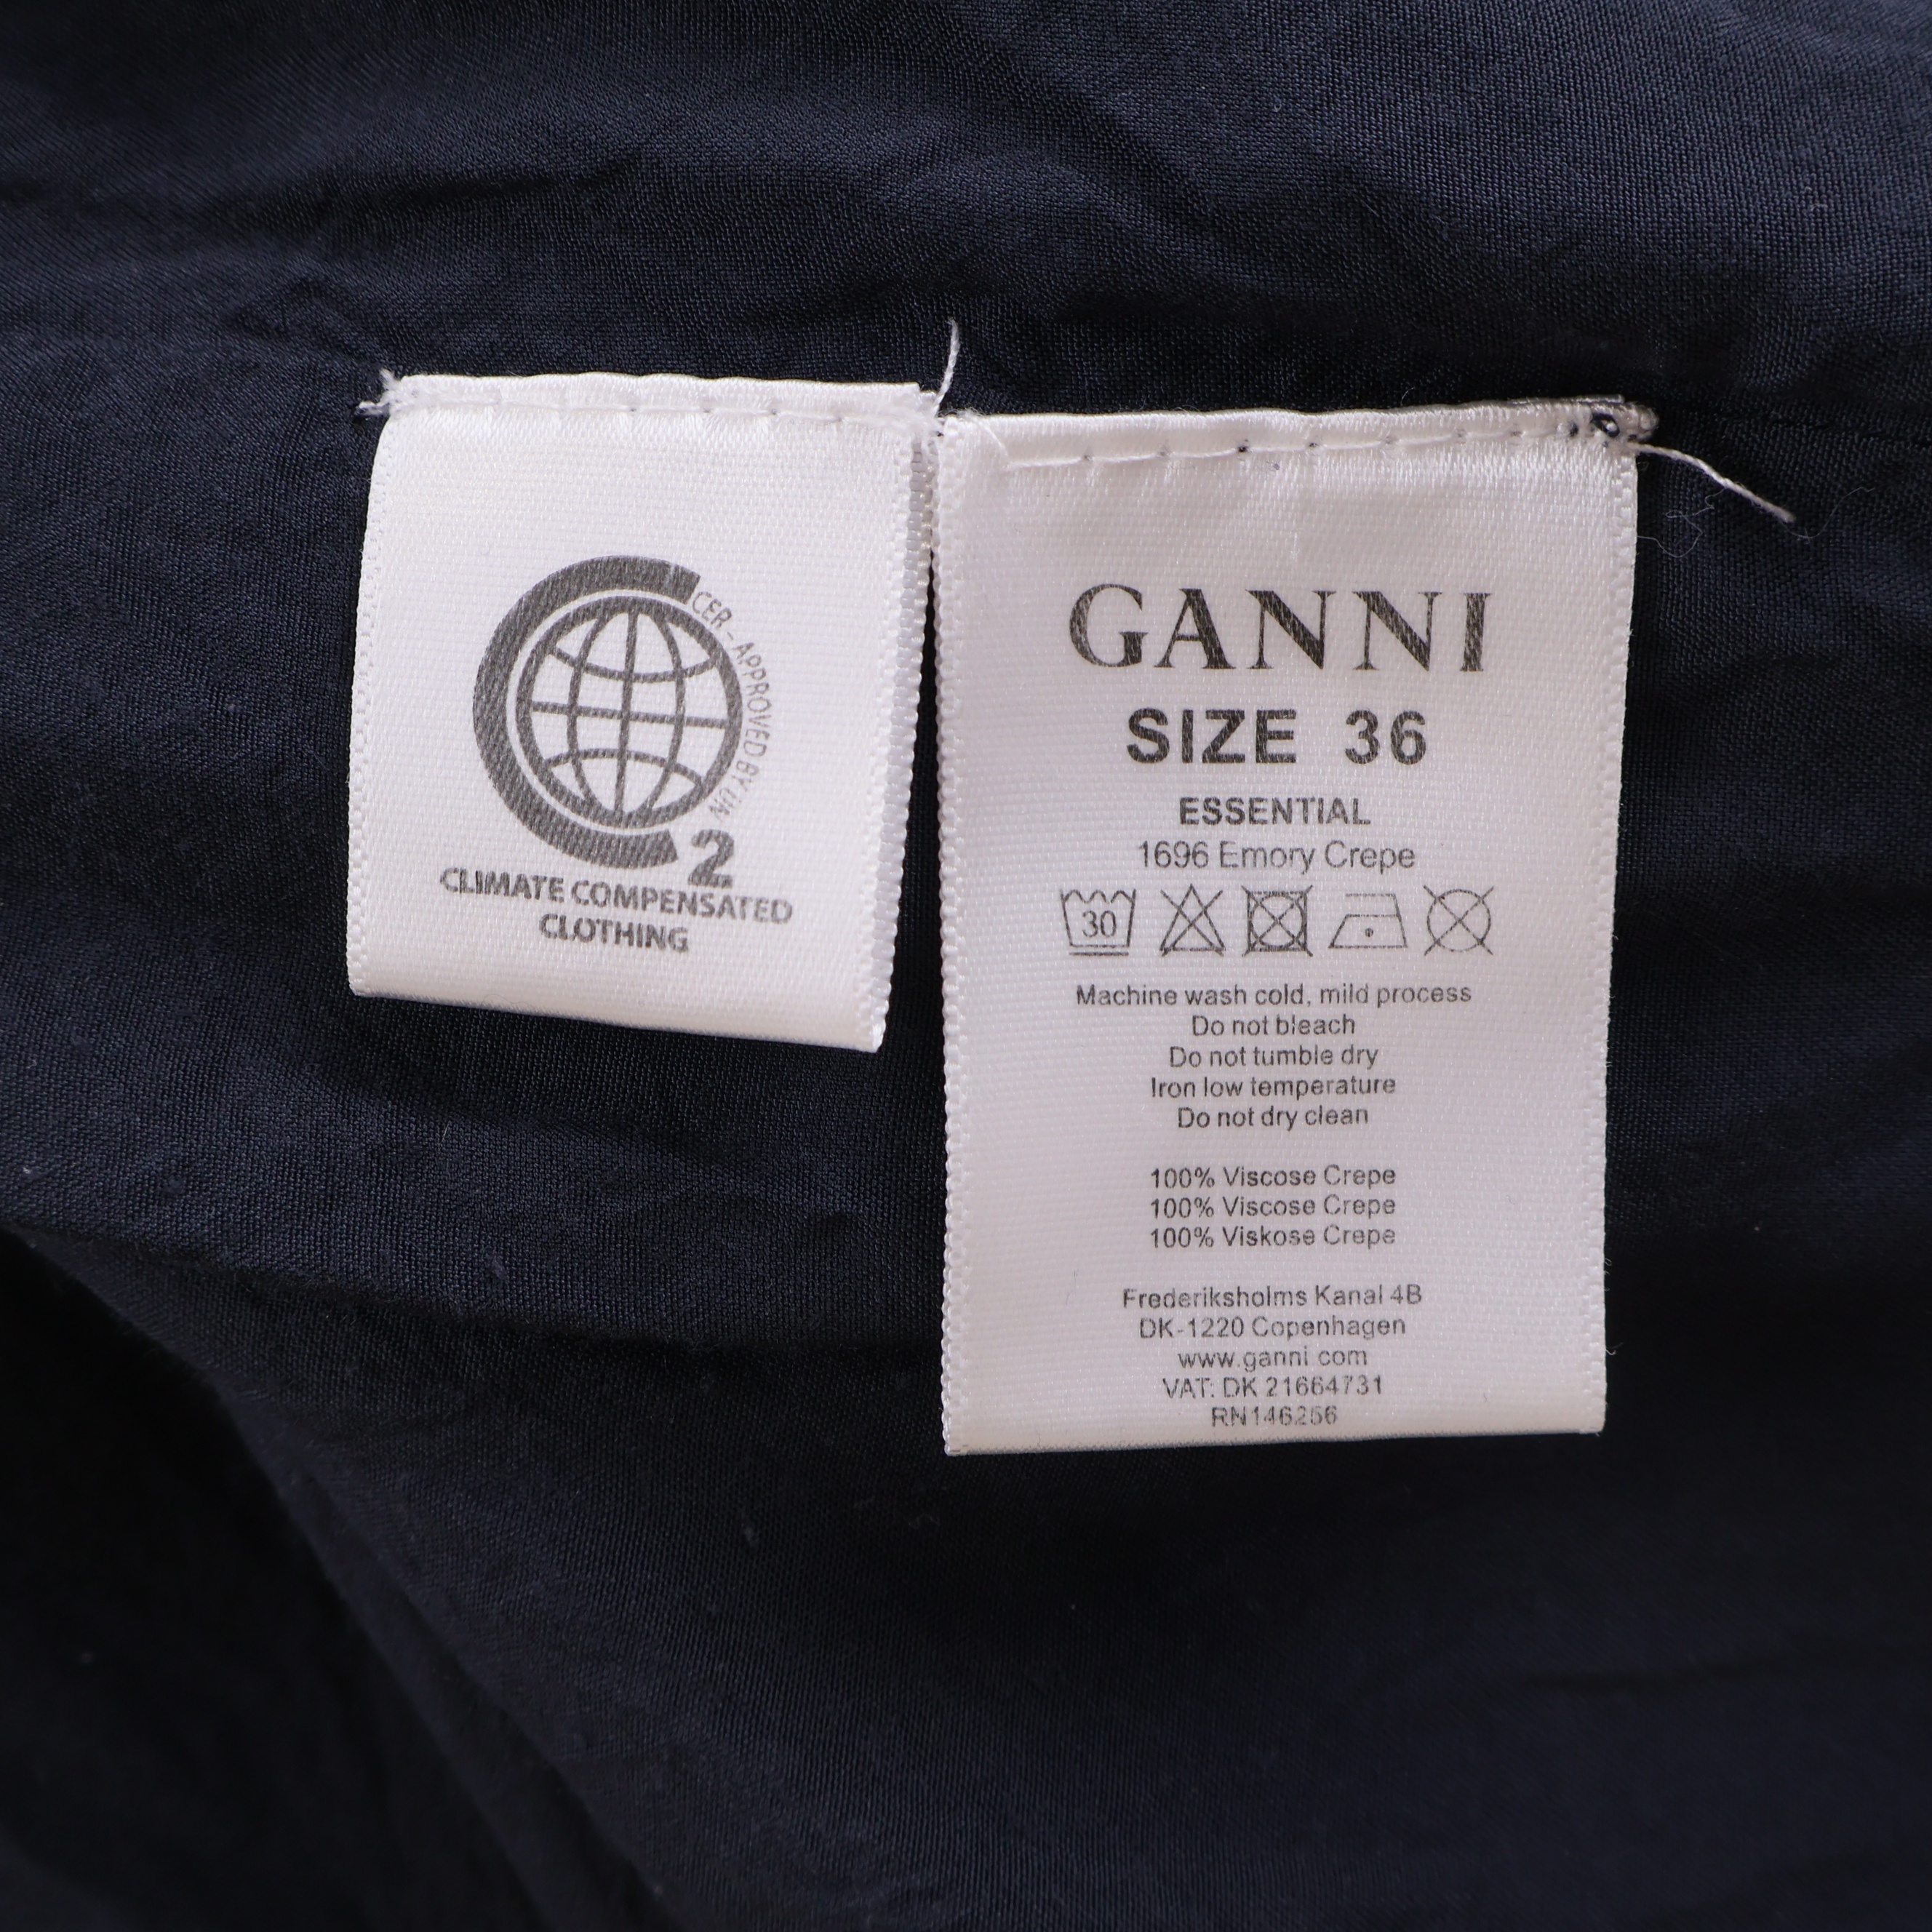 CER - APPROVED BY UN
2
CLIMATE COMPENSATED
CLOTHING
GANNI
SIZE 36
ESSENTIAL
1696 Emory Crepe
30
Machine wash cold, mild process
Do not bleach
Do not tumble dry
Iron low temperature
Do not dry clean
100% Viscose Crepe
100% Viscose Crepe
100% Viskose Crepe
Frederiksholms Kanal 4B
DK-1220 Copenhagen
www.ganni.com
VAT: DK 21664731
RN146256